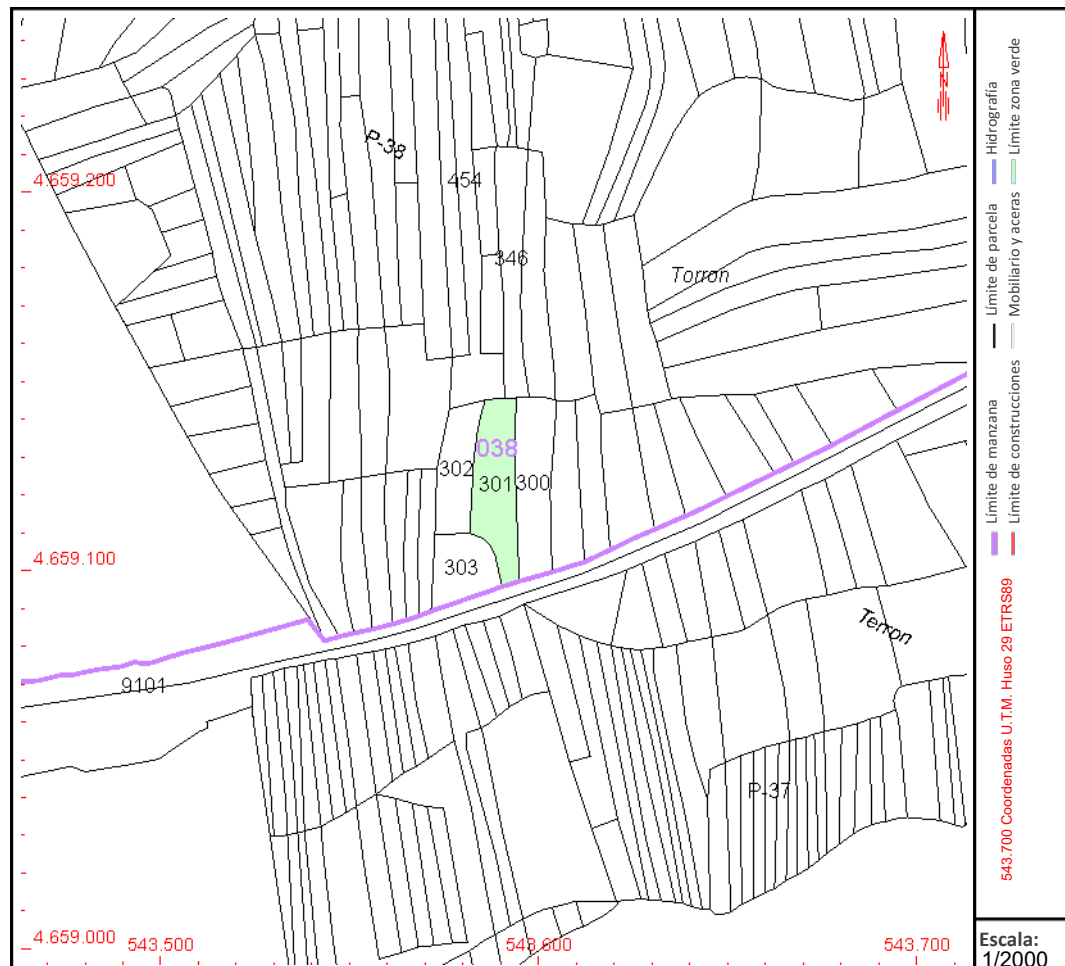 P-38
4.659.200
454
346
Torron
038
302
301
300
4.659.100
303
Terron
9101
P-37
4.659.000
543.500
543.600
543.700
N
Hidrografía
Límite zona verde
Límite de parcela
Mobiliario y aceras
Límite de manzana
Límite de construcciones
543.700 Coordenadas U.T.M. Huso 29 ETRS89
Escala:
1/2000